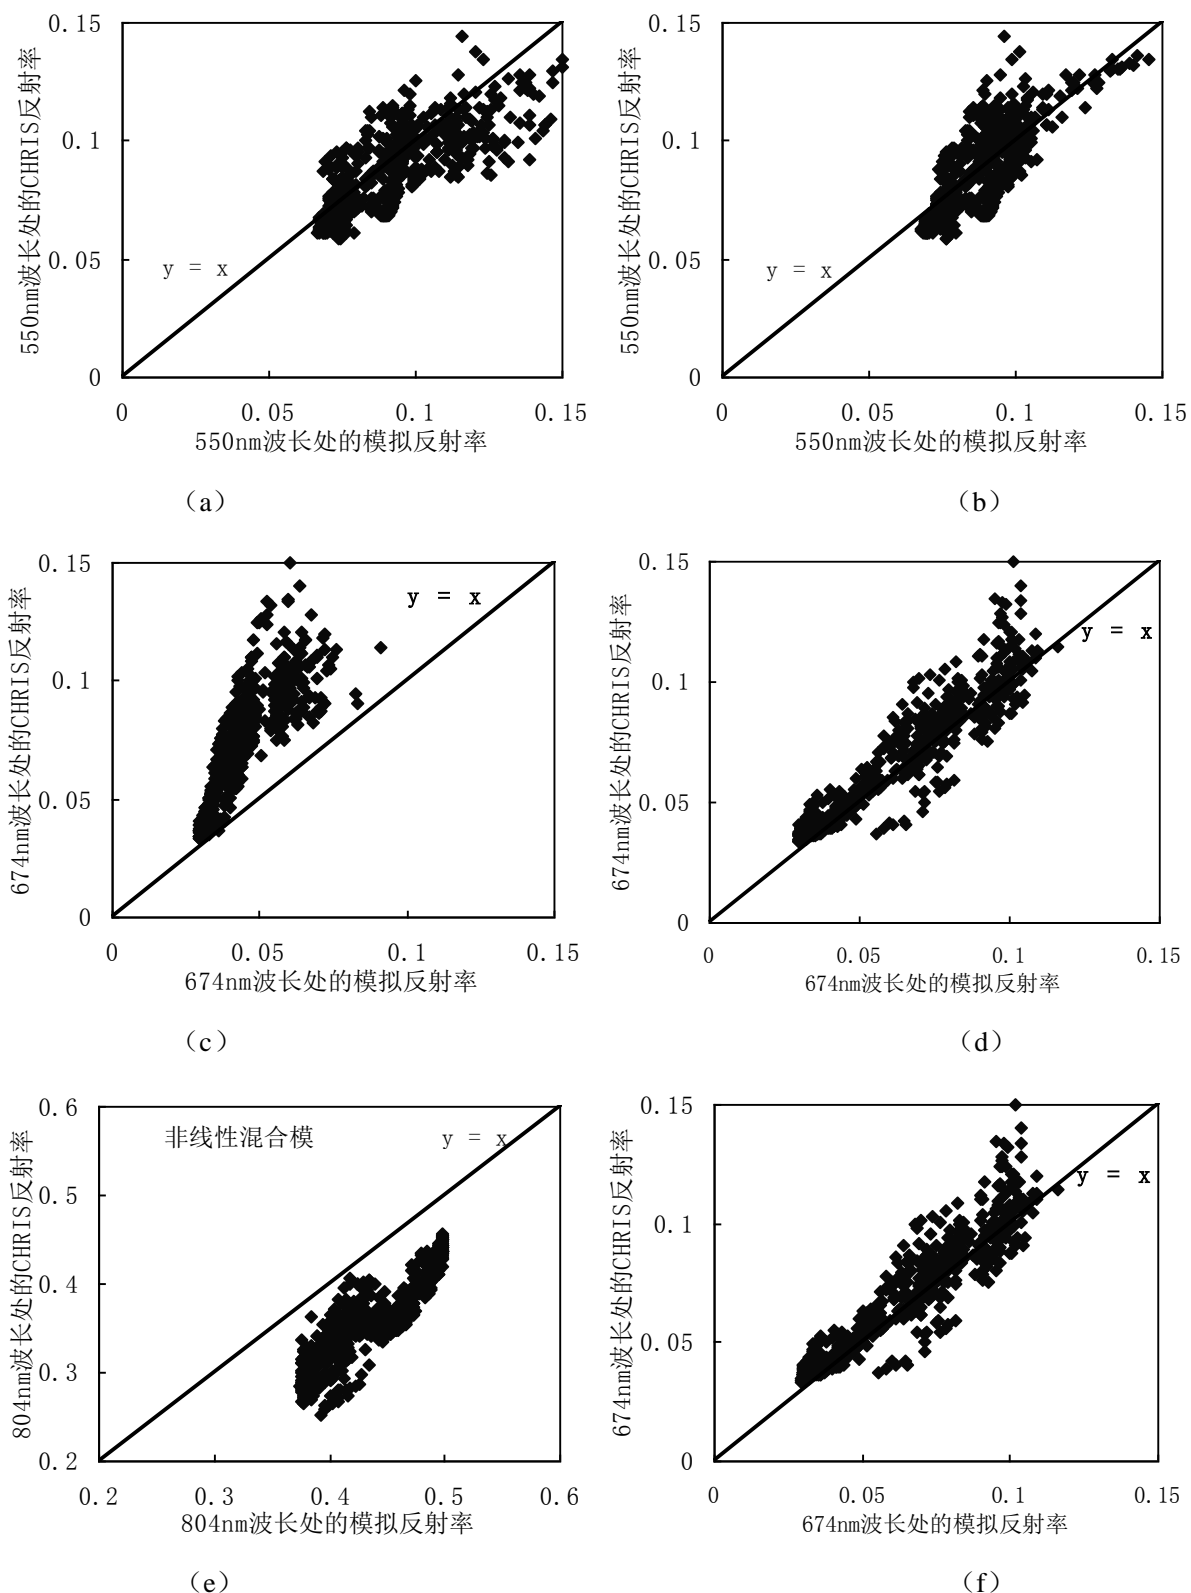 0.15
0.1
0.05
0
550nm波长处的CHRIS反射率
y = x
0 0.05 0.1 0.15
550nm波长处的模拟反射率
(a)
0.15
0.1
0.05
0
550nm波长处的CHRIS反射率
y = x
0 0.05 0.1 0.15
550nm波长处的模拟反射率
(b)
0.15
0.1
0.05
0
674nm波长处的CHRIS反射率
y = x
0 0.05 0.1 0.15
674nm波长处的模拟反射率
(c)
0.15
0.1
0.05
0
674nm波长处的CHRIS反射率
y = x
0 0.05 0.1 0.15
674nm波长处的模拟反射率
(d)
0.6
0.5
0.4
0.3
0.2
804nm波长处的CHRIS反射率
非线性混合模
y = x
0.2 0.3 0.4 0.5 0.6
804nm波长处的模拟反射率
(e)
0.15
0.1
0.05
0
674nm波长处的CHRIS反射率
y = x
0 0.05 0.1 0.15
674nm波长处的模拟反射率
(f)